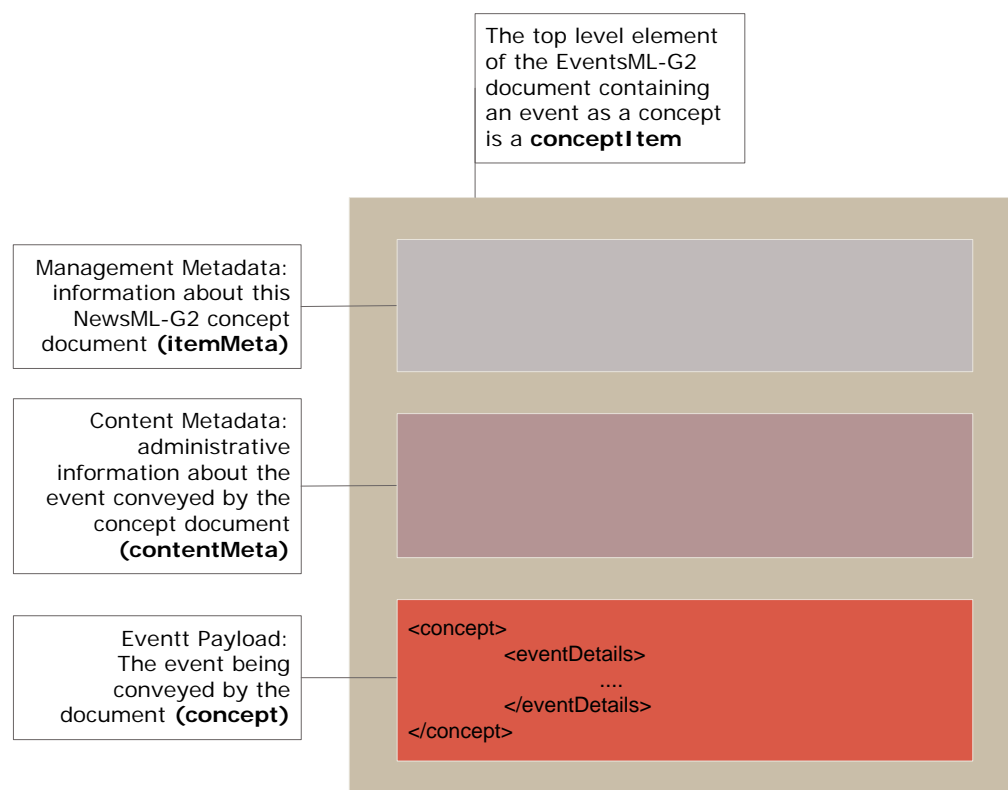 The top level element
of the EventsML-G2
document containing
an event as a concept
is a conceptItem
Management Metadata:
information about this
NewsML-G2 concept
document (itemMeta)
Content Metadata:
administrative
information about the
event conveyed by the
concept document
(contentMeta)
Eventt Payload:
The event being
conveyed by the
document (concept)
<concept>
<eventDetails>
....
</eventDetails>
</concept>